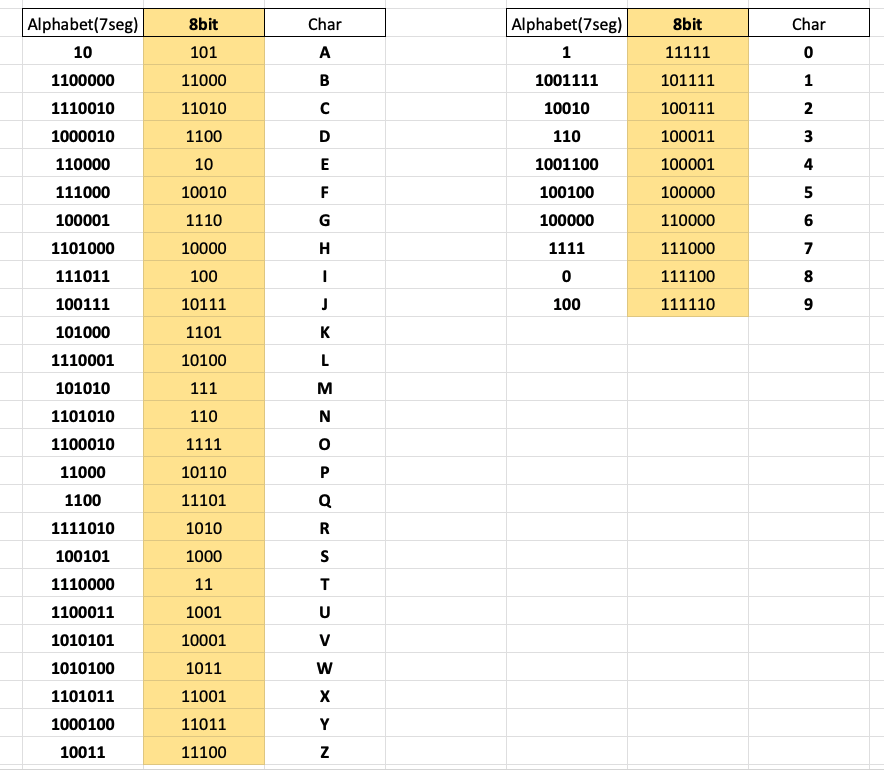 Alphabet(7seg) 8bit Char Alphabet(7seg) 8bit Char
10 101 A 1 11111 0
1100000 11000 B 1001111 101111 1
1110010 11010 C 10010 100111 2
1000010 1100 D 110 100011 3
110000 10 E 1001100 100001 4
111000 10010 F 100100 100000 5
100001 1110 G 100000 110000 6
1101000 10000 H 1111 111000 7
111011 100 I 0 111100 8
100111 10111 J 100 111110 9
101000 1101 K
1110001 10100 L
101010 111 M
1101010 110 N
1100010 1111 O
11000 10110 P
1100 11101 Q
1111010 1010 R
100101 1000 S
1110000 11 T
1100011 1001 U
1010101 10001 V
1010100 1011 W
1101011 11001 X
1000100 11011 Y
10011 11100 Z